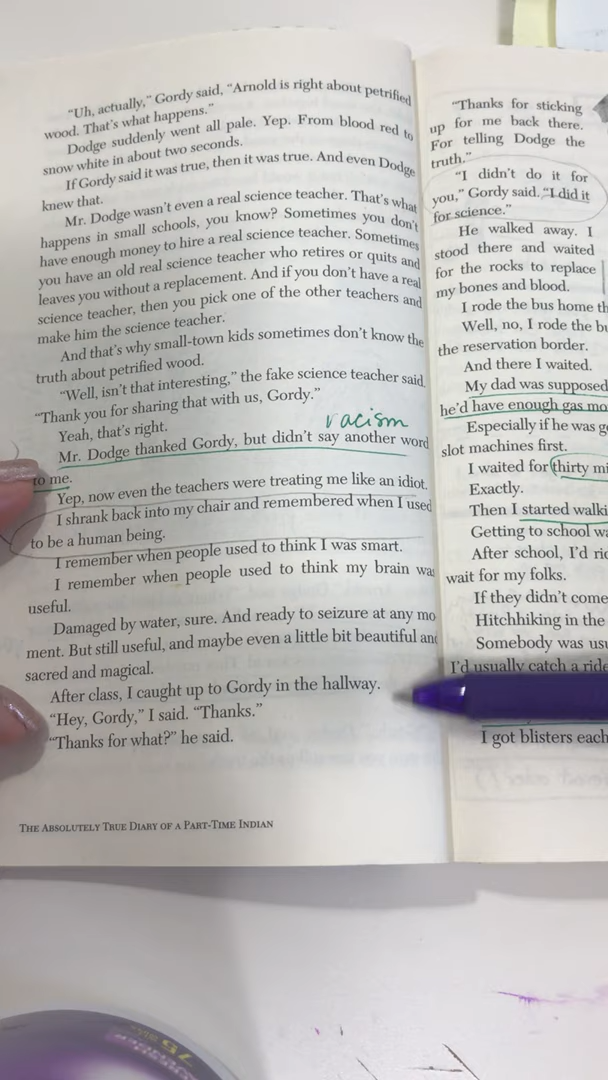 “Uh, actually,” Gordy said, “Arnold is right about petrified
wood. That’s what happens.”
Dodge suddenly went all pale. Yep. From blood red to
snow white in about two seconds.
If Gordy said it was true, then it was true. And even Dodge
knew that.
Mr. Dodge wasn’t even a real science teacher. That’s what
happens in small schools, you know? Sometimes you don’t
have enough money to hire a real science teacher. Sometimes
you have an old real science teacher who retires or quits and
leaves you without a replacement. And if you don’t have a real
science teacher, then you pick one of the other teachers and
make him the science teacher.
And that’s why small-town kids sometimes don’t know the
truth about petrified wood.
“Well, isn’t that interesting,” the fake science teacher said.
“Thank you for sharing that with us, Gordy.”
Yeah, that’s right.
racism
Mr. Dodge thanked Gordy, but didn’t say another word
to me.
Yep, now even the teachers were treating me like an idiot.
I shrank back into my chair and remembered when I used
to be a human being.
I remember when people used to think I was smart.
I remember when people used to think my brain was
useful.
Damaged by water, sure. And ready to seizure at any mo
ment. But still useful, and maybe even a little bit beautiful and
sacred and magical.
After class, I caught up to Gordy in the hallway.
“Hey, Gordy,” I said. “Thanks.”
“Thanks for what?” he said.
THE ABSOLUTELY TRUE DIARY OF A PART-TIME INDIAN
“Thanks for sticking
up for me back there.
For telling Dodge the
truth.”
“I didn’t do it for
you,” Gordy said. “I did it
for science.”
He walked away. I
stood there and waited
for the rocks to replace
my bones and blood.
I rode the bus home th
Well, no, I rode the bu
the reservation border.
And there I waited.
My dad was supposed
he’d have enough gas mo
Especially if he was g
slot machines first.
I waited for thirty mi
Exactly.
Then I started walki
Getting to school wa
After school, I’d ri
wait for my folks.
If they didn’t come
Hitchhiking in the
Somebody was usu
I’d usually catch a ride
I got blisters each
75